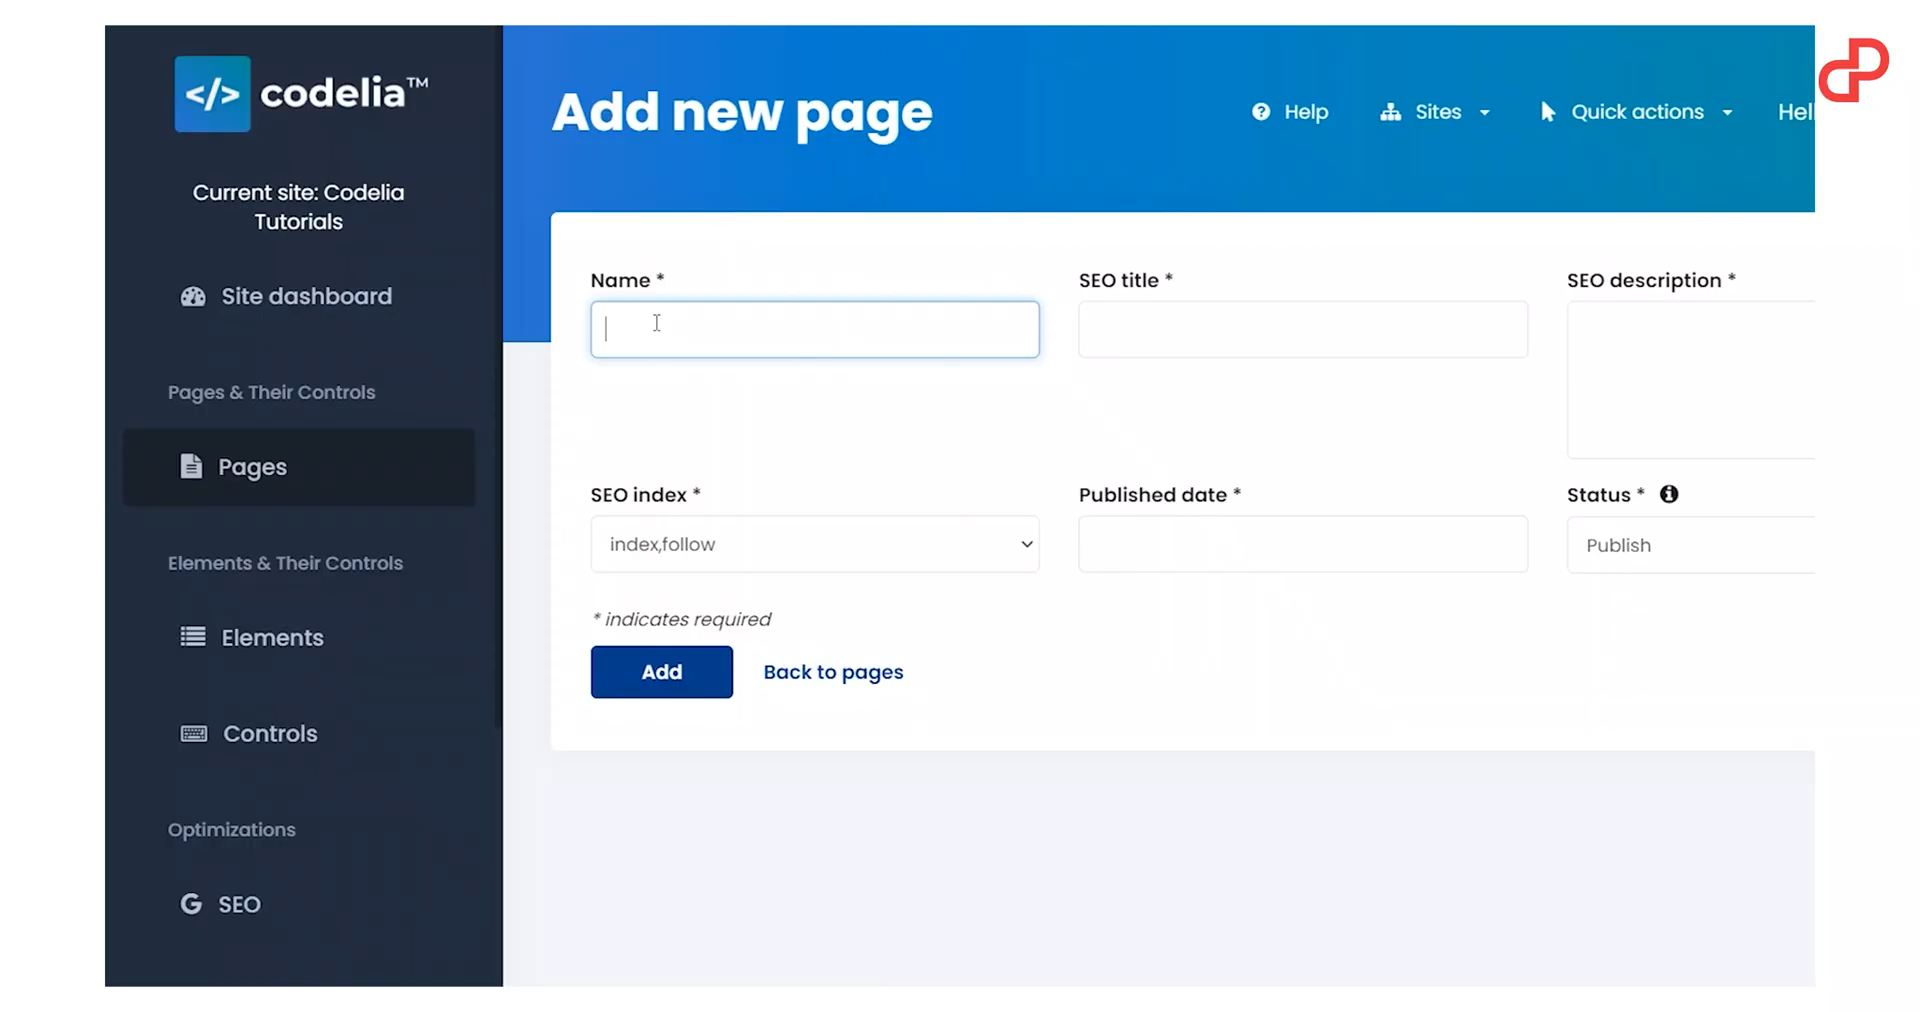 </> codelia™
Current site: Codelia
Tutorials
Site dashboard
Pages & Their Controls
Pages
Elements & Their Controls
Elements
Controls
Optimizations
SEO
Add new page
Help
Sites
Quick actions
Hell
Name *
SEO title *
SEO description *
SEO index *
Published date *
Status *
index,follow
Publish
* indicates required
Add
Back to pages